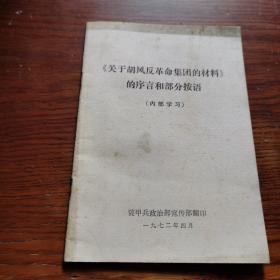 《关于胡风反革命集团的材料》
的序言和部分按语
（内部学习）
装甲兵政治部宣传部翻印
一九七二年四月